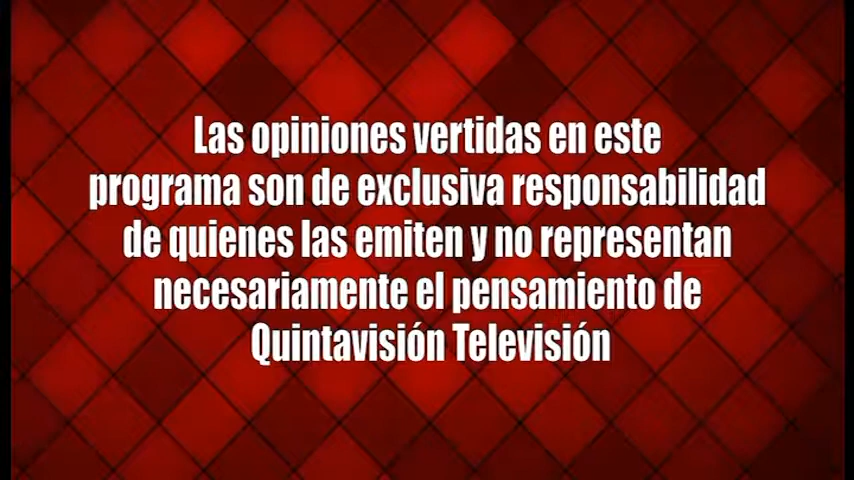 Las opiniones vertidas en este
programa son de exclusiva responsabilidad
de quienes las emiten y no representan
necesariamente el pensamiento de
Quintavisión Televisión